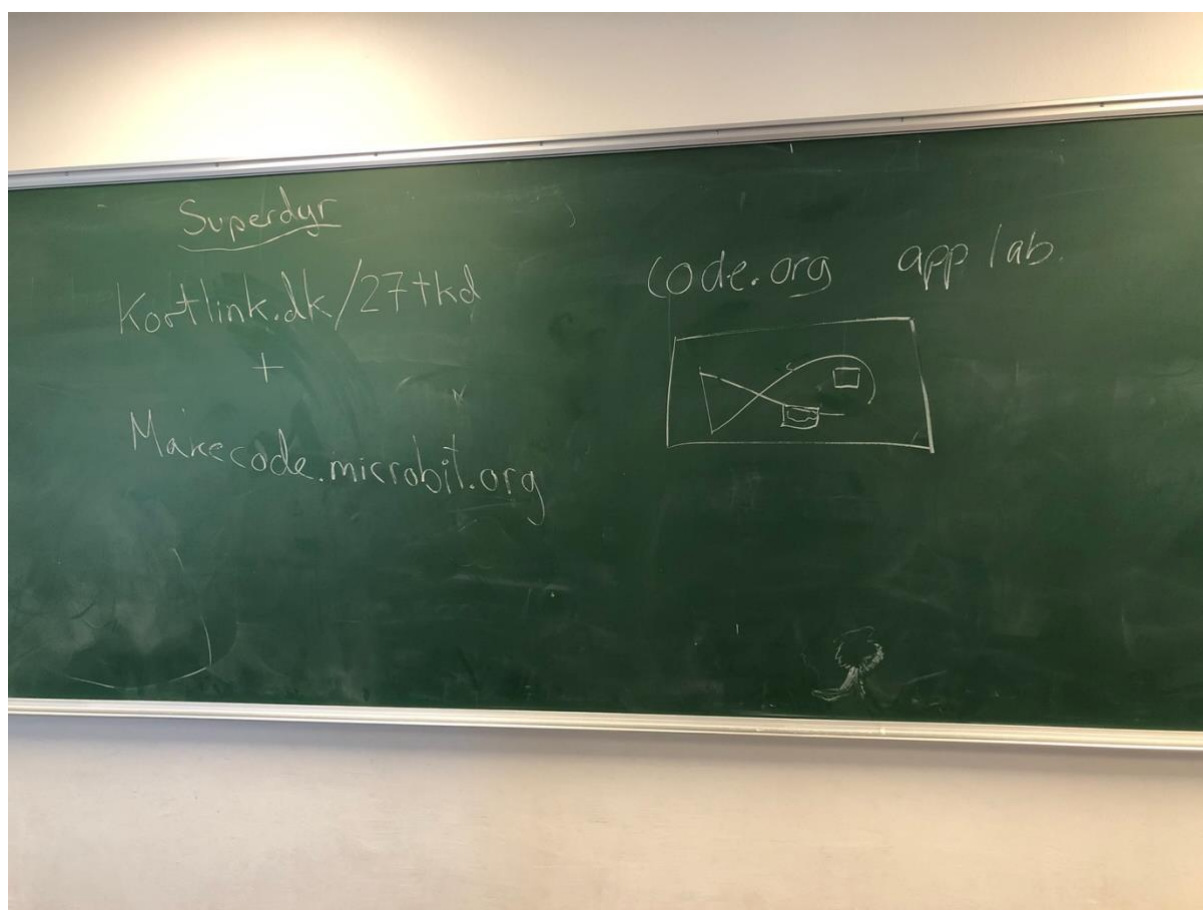 Superdyr
Kortlink.dk/27tkd
+
Makecode.microbit.org
code.org app lab.